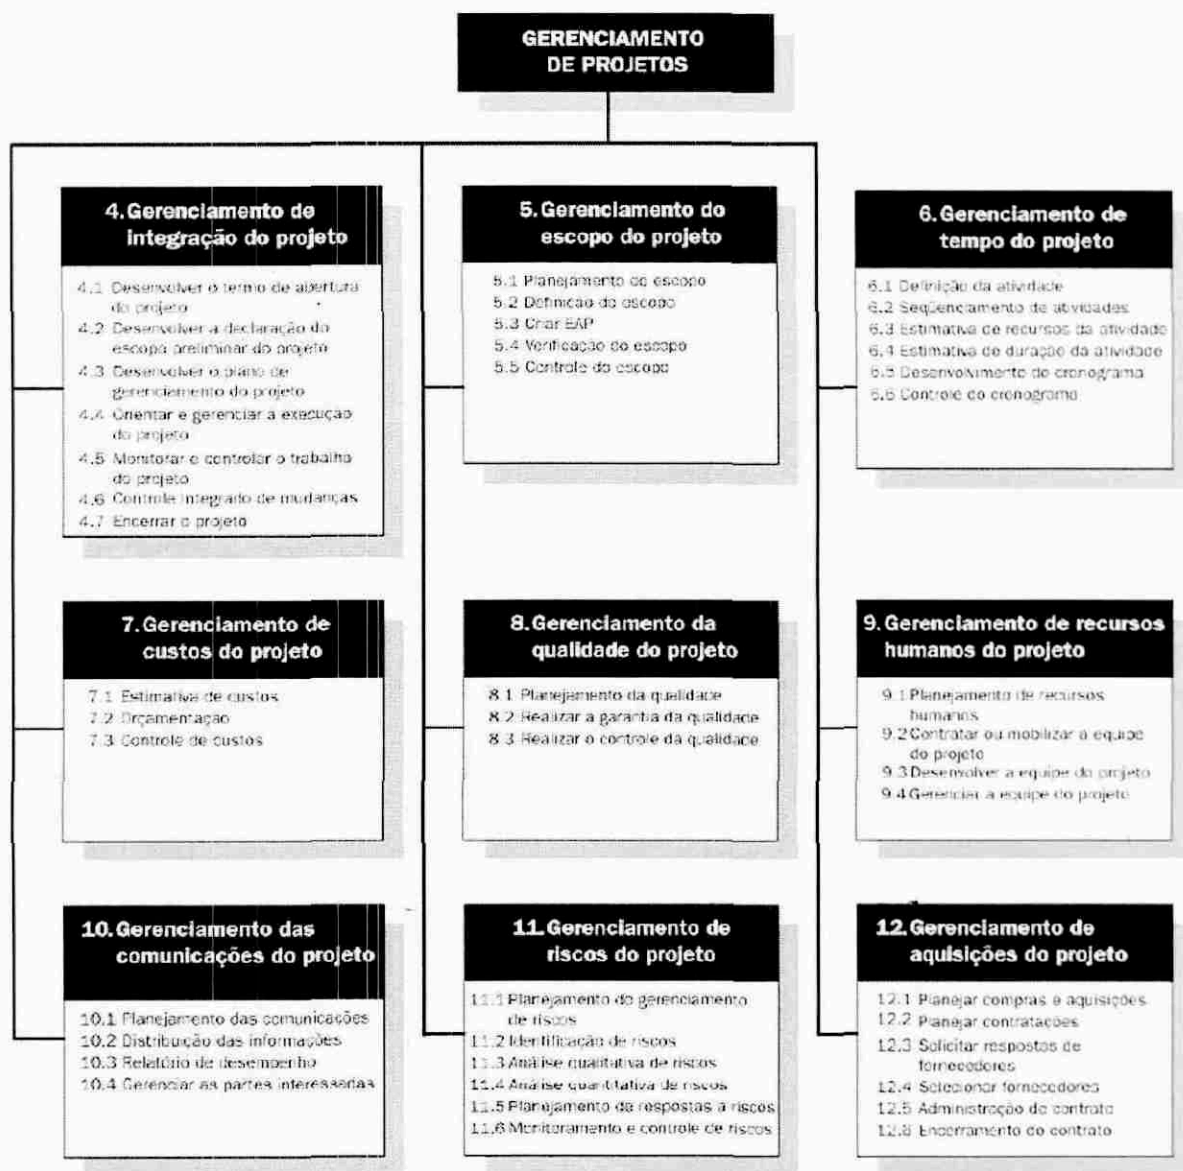 GERENCIAMENTO
DE PROJETOS
4. Gerenciamento de
integração do projeto
4.1 Desenvolver o termo de abertura
do projeto
4.2 Desenvolver a declaração do
escopo preliminar do projeto
4.3 Desenvolver o plano de
gerenciamento do projeto
4.4 Orientar e gerenciar a execução
do projeto
4.5 Monitorar e controlar o trabalho
do projeto
4.6 Controle integrado de mudanças
4.7 Encerrar o projeto
5. Gerenciamento do
escopo do projeto
5.1 Planejamento do escopo
5.2 Definição do escopo
5.3 Criar EAP
5.4 Verificação do escopo
5.5 Controle do escopo
6. Gerenciamento de
tempo do projeto
6.1 Definição da atividade
6.2 Seqüenciamento de atividades
6.3 Estimativa de recursos da atividade
6.4 Estimativa de duração da atividade
6.5 Desenvolvimento do cronograma
6.6 Controle do cronograma
7. Gerenciamento de
custos do projeto
7.1 Estimativa de custos
7.2 Orçamentação
7.3 Controle de custos
8. Gerenciamento da
qualidade do projeto
8.1 Planejamento da qualidade
8.2 Realizar a garantia da qualidade
8.3 Realizar o controle da qualidade
9. Gerenciamento de recursos
humanos do projeto
9.1 Planejamento de recursos
humanos
9.2 Contratar ou mobilizar a equipe
do projeto
9.3 Desenvolver a equipe do projeto
9.4 Gerenciar a equipe do projeto
10. Gerenciamento das
comunicações do projeto
10.1 Planejamento das comunicações
10.2 Distribuição das informações
10.3 Relatório de desempenho
10.4 Gerenciar as partes interessadas
11. Gerenciamento de
riscos do projeto
11.1 Planejamento do gerenciamento
de riscos
11.2 Identificação de riscos
11.3 Análise qualitativa de riscos
11.4 Análise quantitativa de riscos
11.5 Planejamento de respostas a riscos
11.6 Monitoramento e controle de riscos
12. Gerenciamento de
aquisições do projeto
12.1 Planejar compras e aquisições
12.2 Planejar contratações
12.3 Solicitar respostas de
fornecedores
12.4 Selecionar fornecedores
12.5 Administração de contrato
12.6 Encerramento do contrato